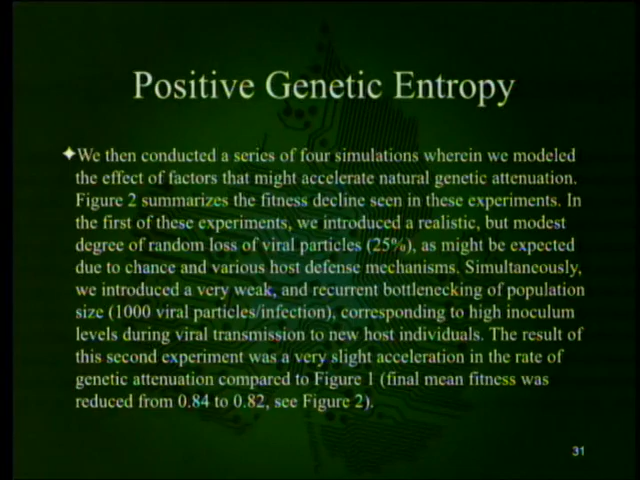 Positive Genetic Entropy
✦We then conducted a series of four simulations wherein we modeled
the effect of factors that might accelerate natural genetic attenuation.
Figure 2 summarizes the fitness decline seen in these experiments. In
the first of these experiments, we introduced a realistic, but modest
degree of random loss of viral particles (25%), as might be expected
due to chance and various host defense mechanisms. Simultaneously,
we introduced a very weak, and recurrent bottlenecking of population
size (1000 viral particles/infection), corresponding to high inoculum
levels during viral transmission to new host individuals. The result of
this second experiment was a very slight acceleration in the rate of
genetic attenuation compared to Figure 1 (final mean fitness was
reduced from 0.84 to 0.82, see Figure 2).
31